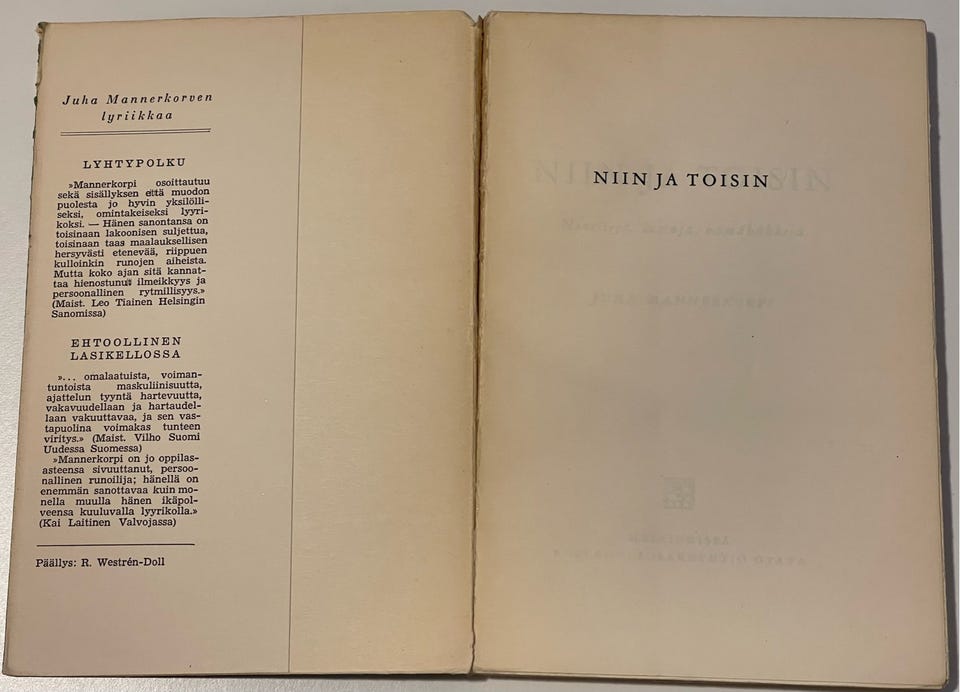 Juha Mannerkorven
lyriikkaa
LYHTYPOLKU
»Mannerkorpi osoittautuu
sekä sisällyksen että muodon
puolesta jo hyvin yksilölli-
seksi, omintakeiseksi lyyri-
koksi. — Hänen sanontansa on
toisinaan lakoonisen suljettua,
toisinaan taas maalauksellisen
hersyvästi etenevää, riippuen
kulloinkin runojen aiheista.
Mutta koko ajan sitä kannat-
taa hienostunut ilmeikkyys ja
persoonallinen rytmillisyys.»
(Maist. Leo Tiainen Helsingin
Sanomissa)
EHTOOLLINEN
LASIKELLOSSA
»... omalaatuista, voiman-
tuntoista maskuliinisuutta,
ajattelun tyyntä hartevuutta,
vakavuudellaan ja hartaudel-
laan vakuuttavaa, ja sen vas-
tapuolina voimakas tunteen
viritys.» (Maist. Vilho Suomi
Uudessa Suomessa)
»Mannerkorpi on jo oppilas-
asteensa sivuuttanut, persoo-
nallinen runoilija; hänellä on
enemmän sanottavaa kuin mo-
nella muulla hänen ikäpol-
veensa kuuluvalla lyyrikolla.»
(Kai Laitinen Valvojassa)
Päällys: R. Westrén-Doll
NIIN JA TOISIN
NIIN JA TOISIN
JUHA MANNERKORPI